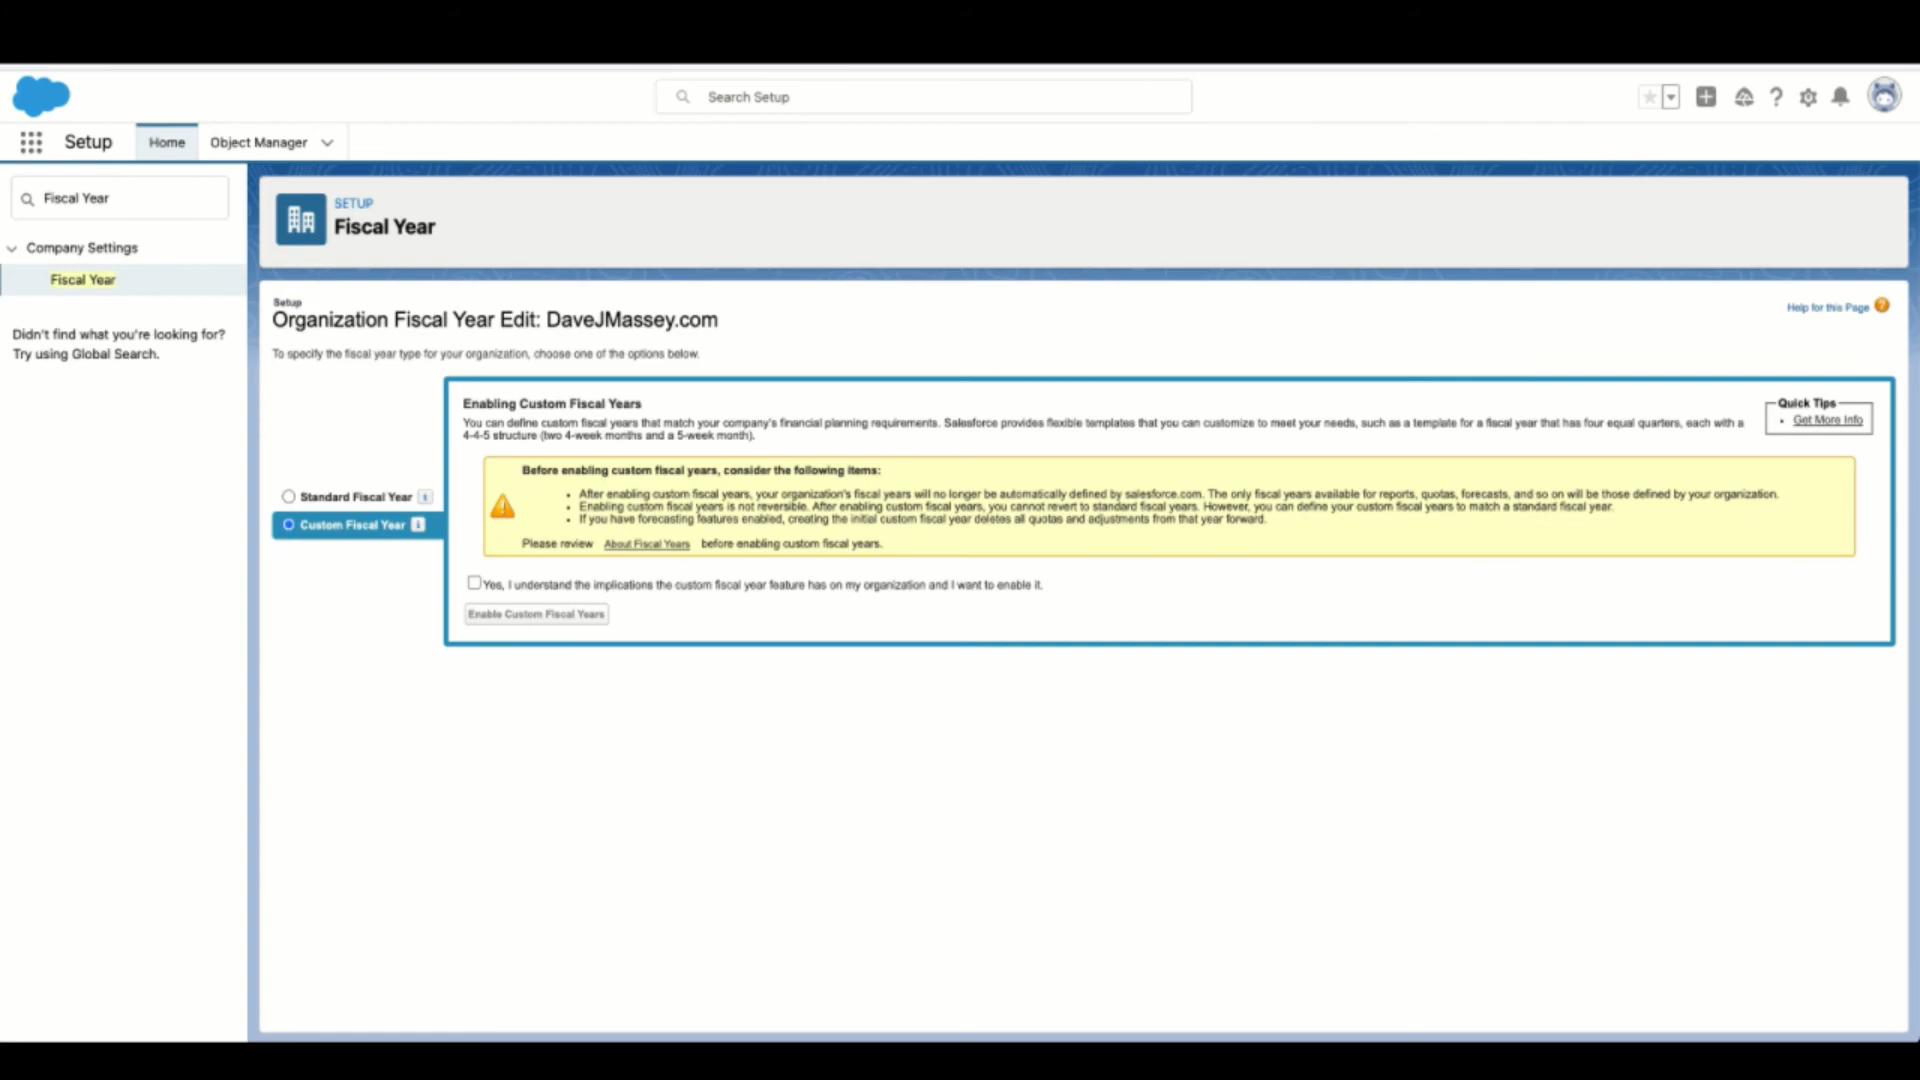 Search Setup
Setup
Home
Object Manager
Fiscal Year
Company Settings
Fiscal Year
Didn't find what you're looking for?
Try using Global Search.
SETUP
Fiscal Year
Setup
Organization Fiscal Year Edit: DaveJMassey.com
Help for this Page
To specify the fiscal year type for your organization, choose one of the options below.
Standard Fiscal Year
Custom Fiscal Year
Enabling Custom Fiscal Years
You can define custom fiscal years that match your company's financial planning requirements. Salesforce provides flexible templates that you can customize to meet your needs, such as a template for a fiscal year that has four equal quarters, each with a
4-4-5 structure (two 4-week months and a 5-week month).
Quick Tips
• Get More Info
Before enabling custom fiscal years, consider the following items:
• After enabling custom fiscal years, your organization's fiscal years will no longer be automatically defined by salesforce.com. The only fiscal years available for reports, quotas, forecasts, and so on will be those defined by your organization.
• Enabling custom fiscal years is not reversible. After enabling custom fiscal years, you cannot revert to standard fiscal years. However, you can define your custom fiscal years to match a standard fiscal year.
• If you have forecasting features enabled, creating the initial custom fiscal year deletes all quotas and adjustments from that year forward.
Please review About Fiscal Years before enabling custom fiscal years.
Yes, I understand the implications the custom fiscal year feature has on my organization and I want to enable it.
Enable Custom Fiscal Years